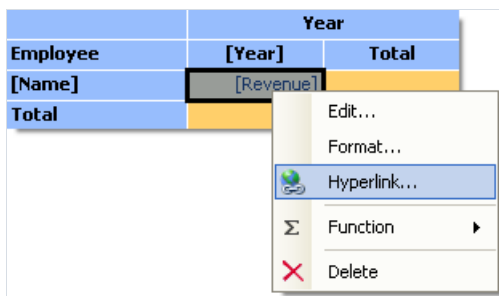 Year
Employee [Year] Total
[Name] [Revenue]
Total
Edit...
Format...
Hyperlink...
Σ Function
Delete